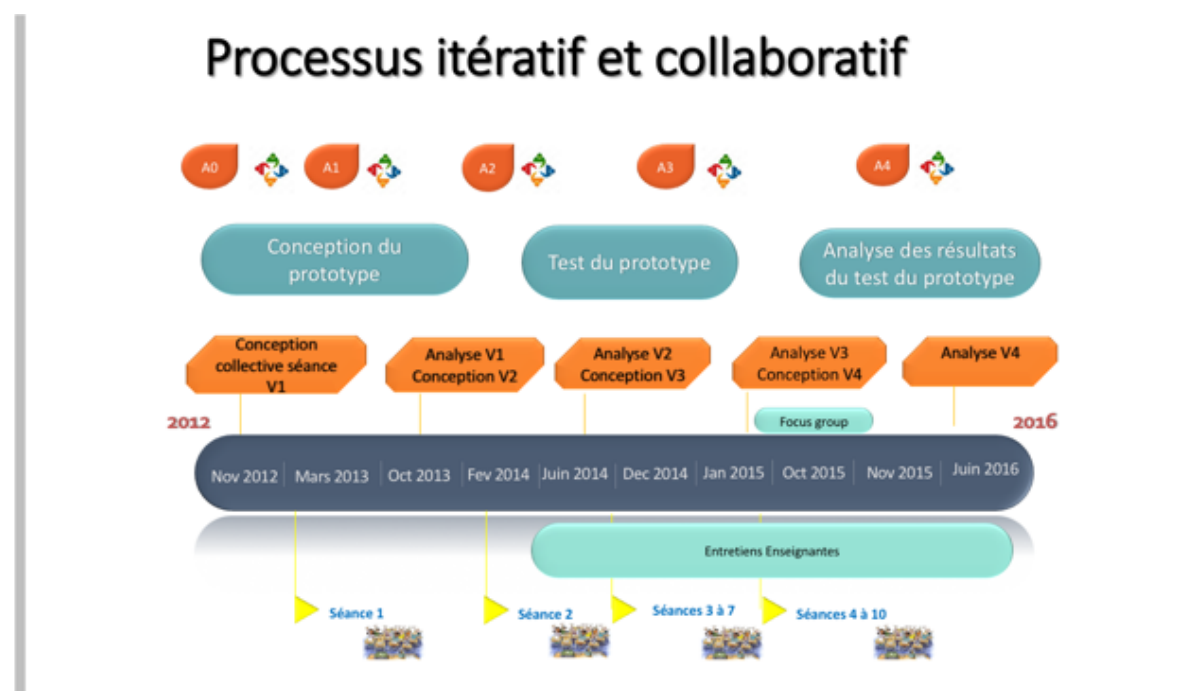 Processus itératif et collaboratif
A0 A1 A2 A3 A4
Conception du
prototype
Test du prototype
Analyse des résultats
du test du prototype
Conception
collective séance
V1
Analyse V1
Conception V2
Analyse V2
Conception V3
Analyse V3
Conception V4
Analyse V4
2012
Focus group
2016
Nov 2012 Mars 2013 Oct 2013 Fev 2014 Juin 2014 Dec 2014 Jan 2015 Oct 2015 Nov 2015 Juin 2016
Entretiens Enseignantes
Séance 1
Séance 2
Séances 3 à 7
Séances 4 à 10